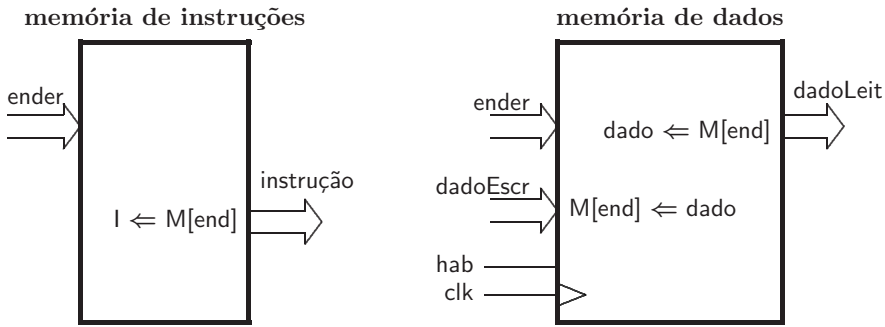 memória de instruções
ender
instrução
I ⇐ M[end]
memória de dados
ender
dadoLeit
dado ⇐ M[end]
dadoEscr
M[end] ⇐ dado
hab
clk